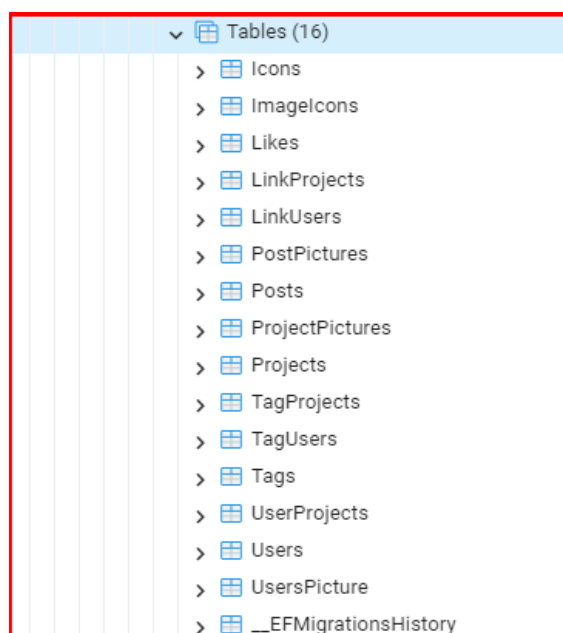 Tables (16)
Icons
ImageIcons
Likes
LinkProjects
LinkUsers
PostPictures
Posts
ProjectPictures
Projects
TagProjects
TagUsers
Tags
UserProjects
Users
UsersPicture
__EFMigrationsHistory